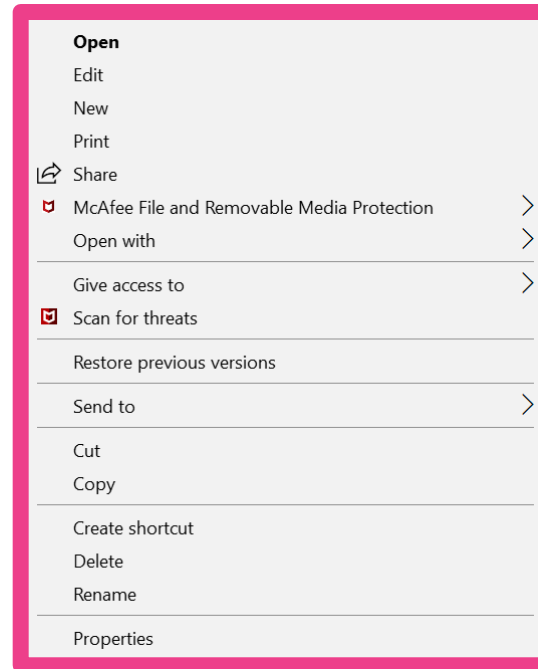 Open
Edit
New
Print
Share
McAfee File and Removable Media Protection
Open with
Give access to
Scan for threats
Restore previous versions
Send to
Cut
Copy
Create shortcut
Delete
Rename
Properties